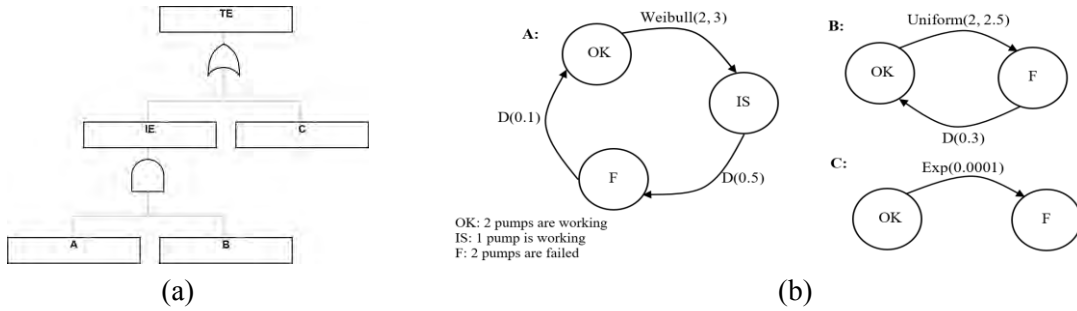 TE
IE
C
A
B
(a)
A:
Weibull(2, 3)
OK
IS
D(0.1)
F
D(0.5)
OK: 2 pumps are working
IS: 1 pump is working
F: 2 pumps are failed
B:
Uniform(2, 2.5)
OK
F
D(0.3)
C:
Exp(0.0001)
OK
F
(b)